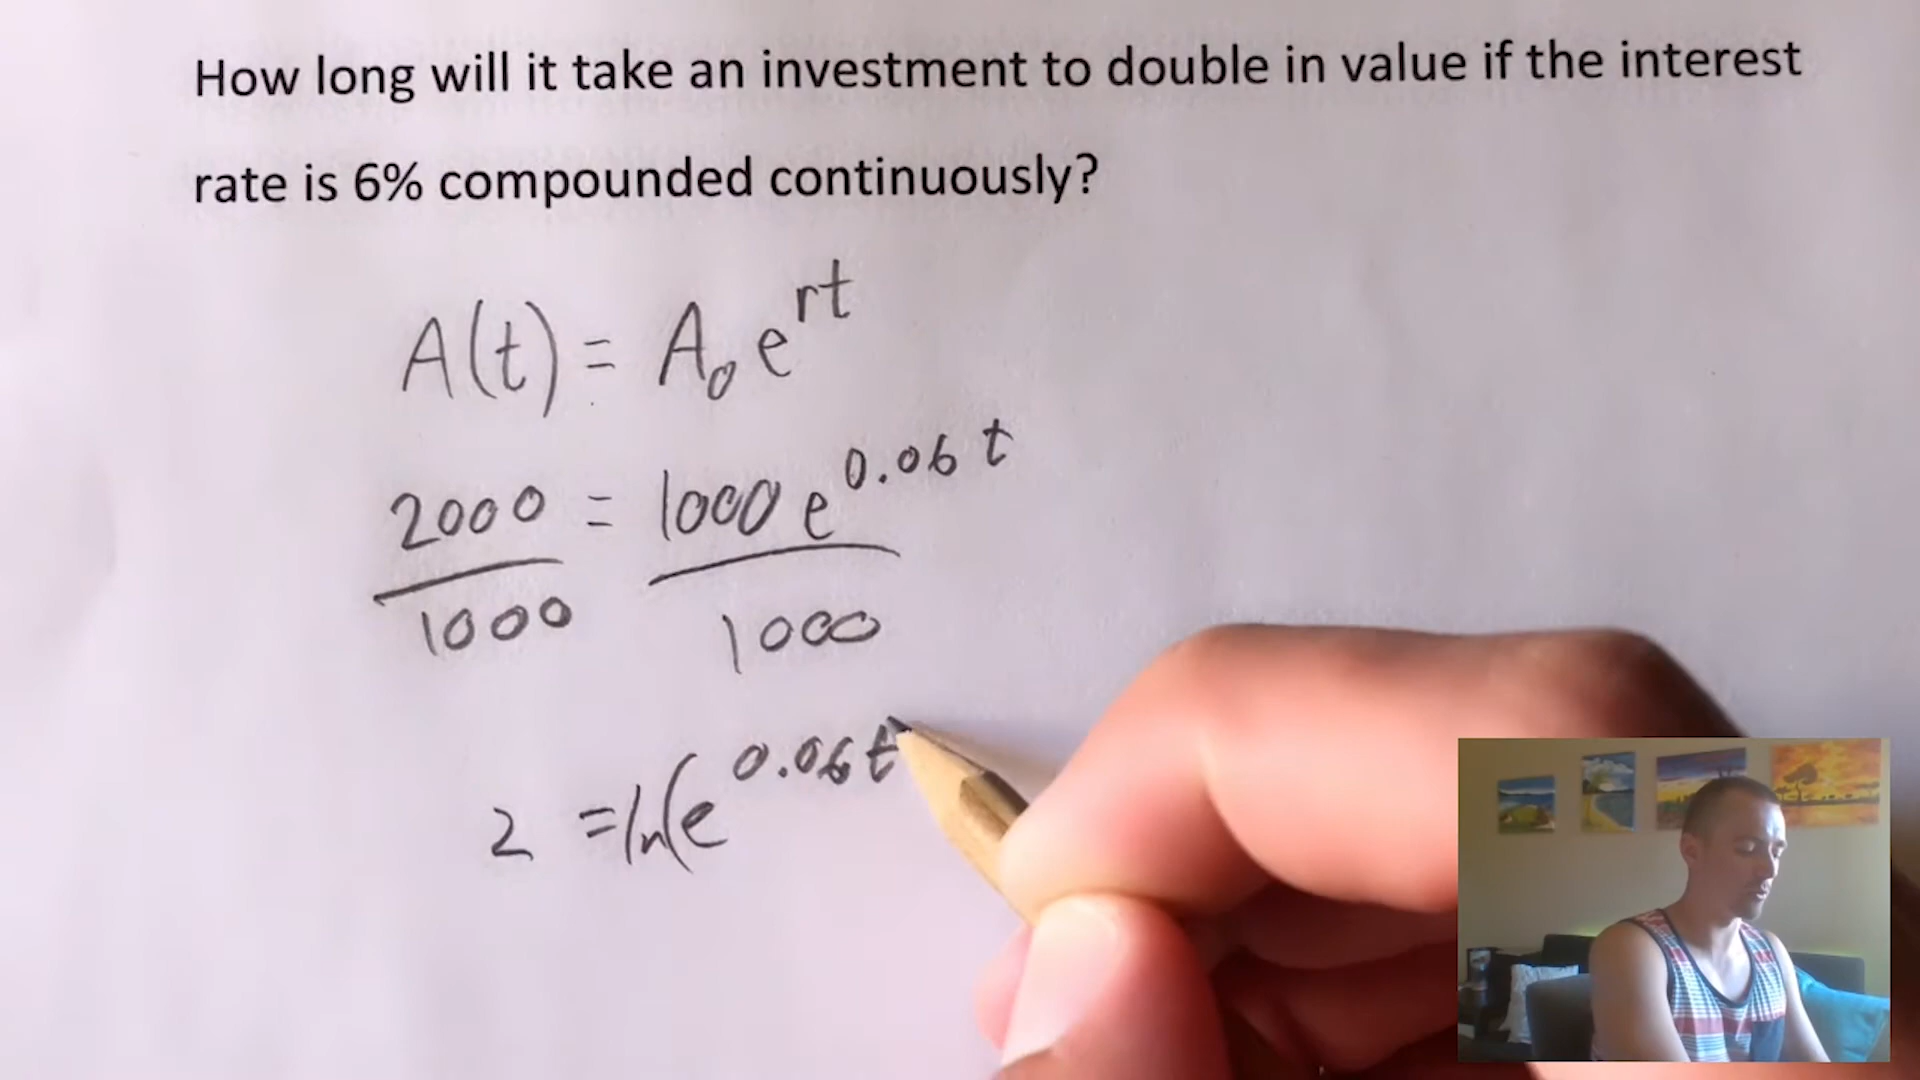 How long will it take an investment to double in value if the interest
rate is 6% compounded continuously?
A(t) = A₀ e^rt
2000 = 1000 e^0.06 t
1000 1000
2 = ln(e^0.06t